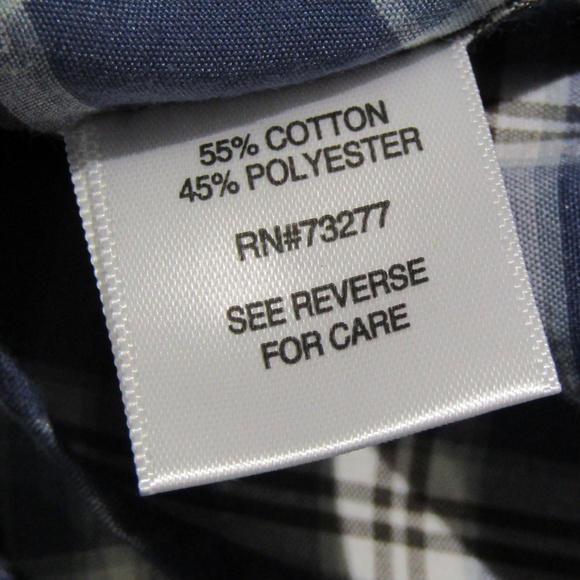 55% COTTON
45% POLYESTER
RN#73277
SEE REVERSE
FOR CARE